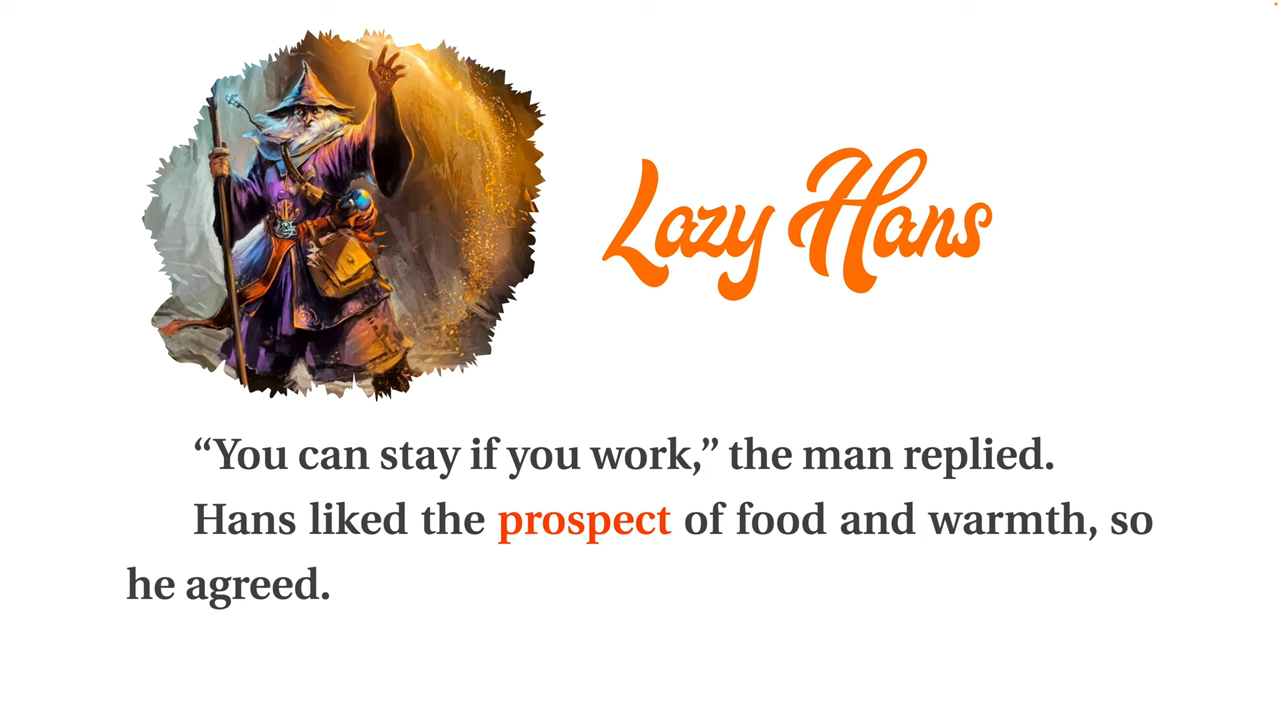 Lazy Hans
“You can stay if you work,” the man replied.
Hans liked the prospect of food and warmth, so
he agreed.